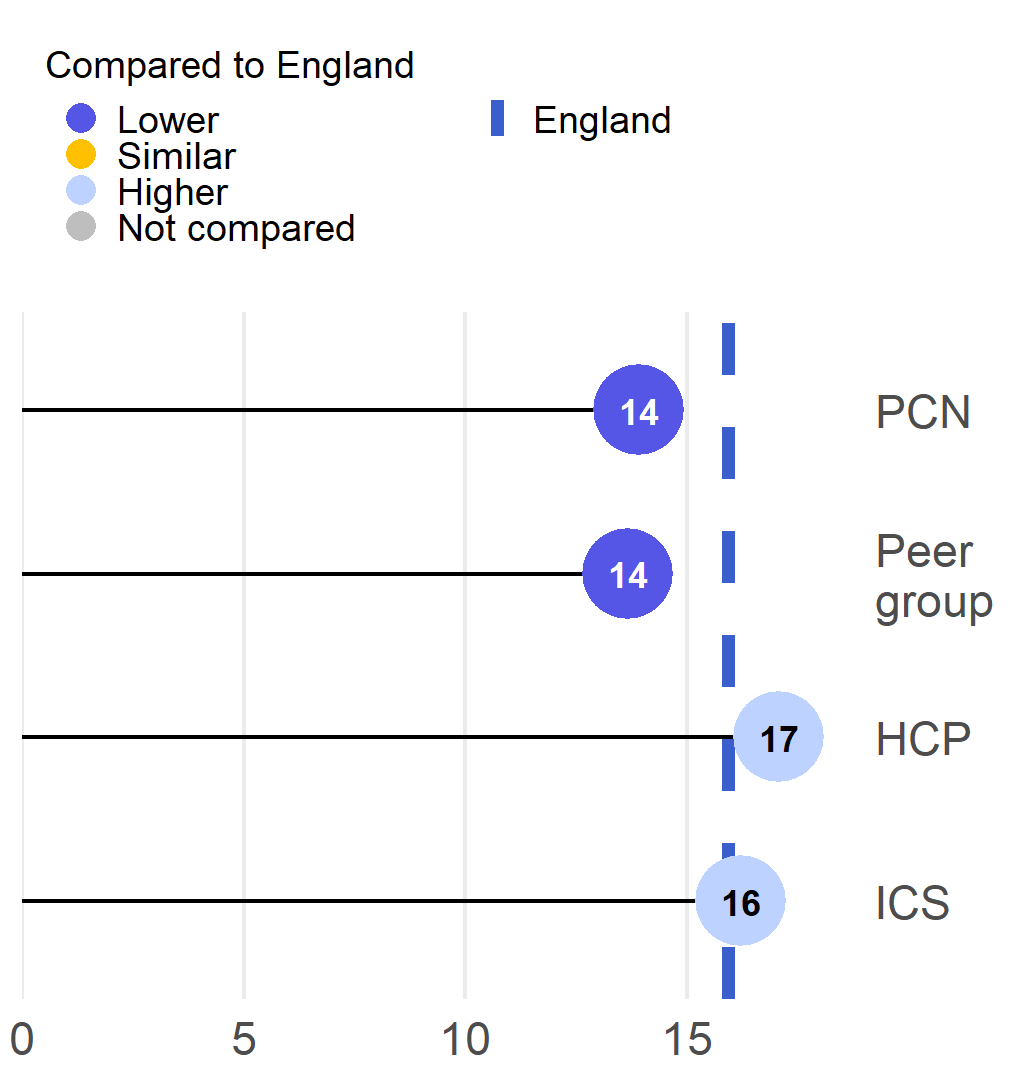 Compared to England
Lower
England
Similar
Higher
Not compared
14
PCN
14
Peer
group
17
HCP
16
ICS
0
5
10
15